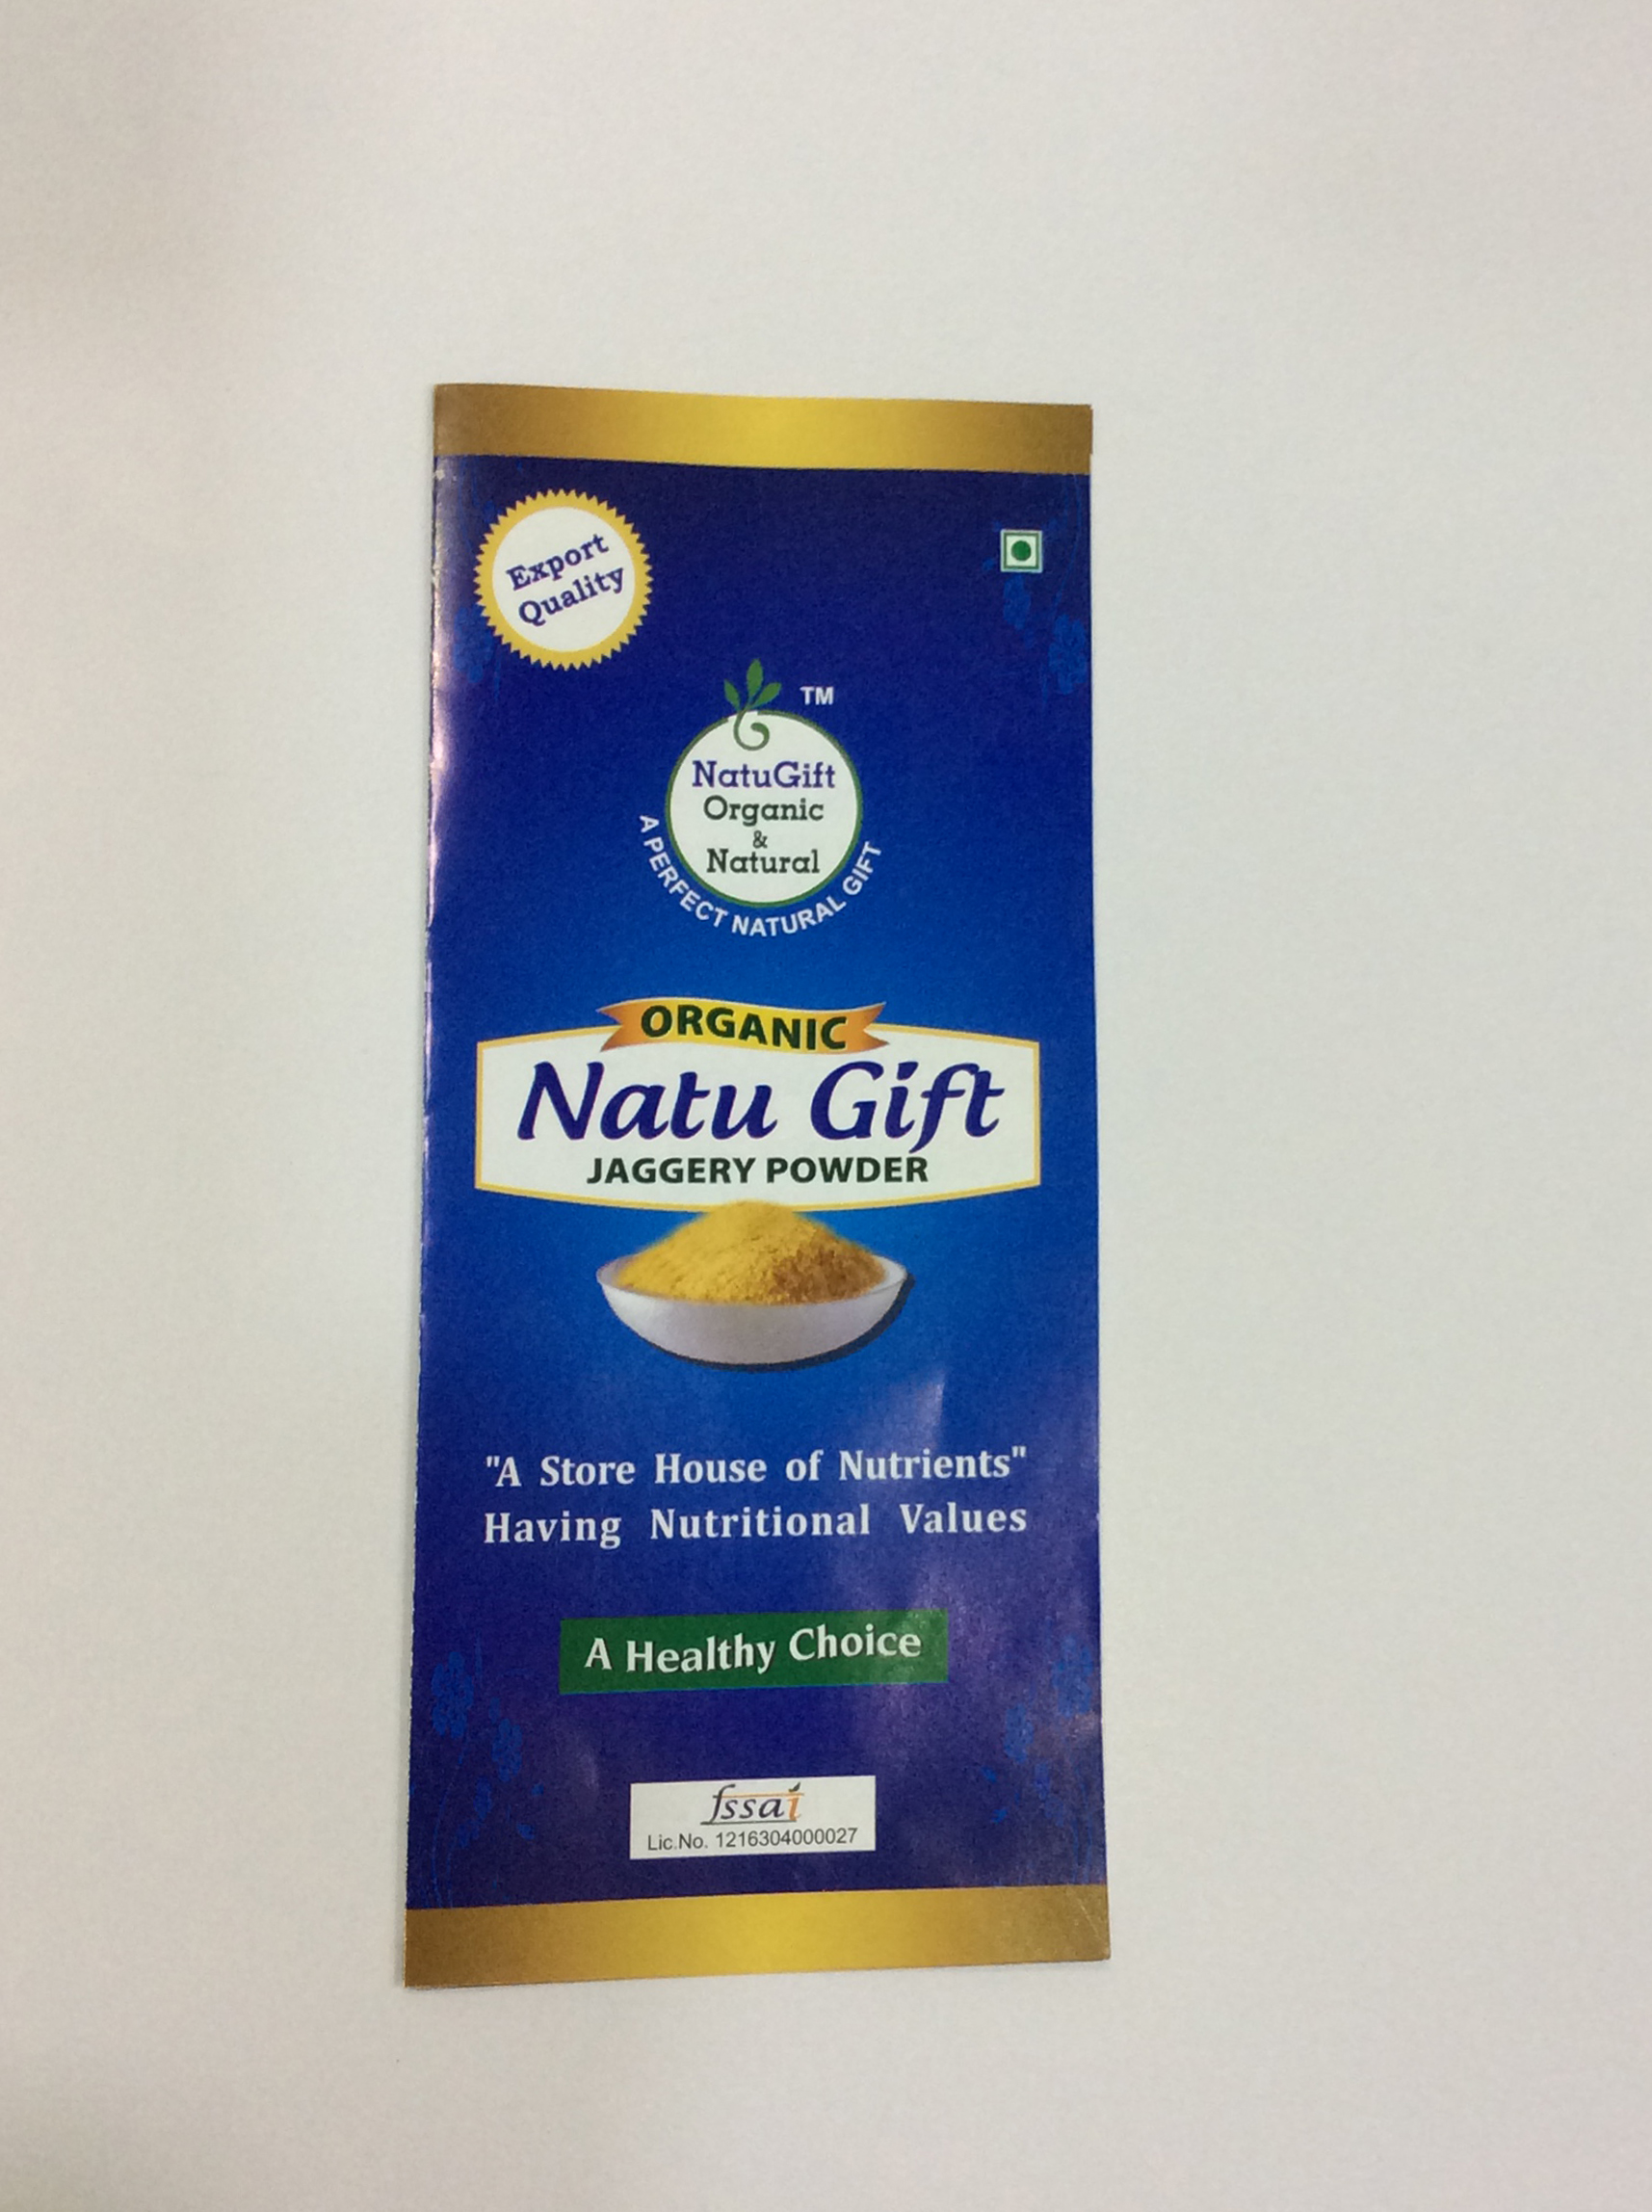 Export
Quality
TM
NatuGift
Organic
&
Natural
A PERFECT NATURAL GIFT
ORGANIC
Natu Gift
JAGGERY POWDER
"A Store House of Nutrients"
Having Nutritional Values
A Healthy Choice
fssai
Lic.No. 1216304000027